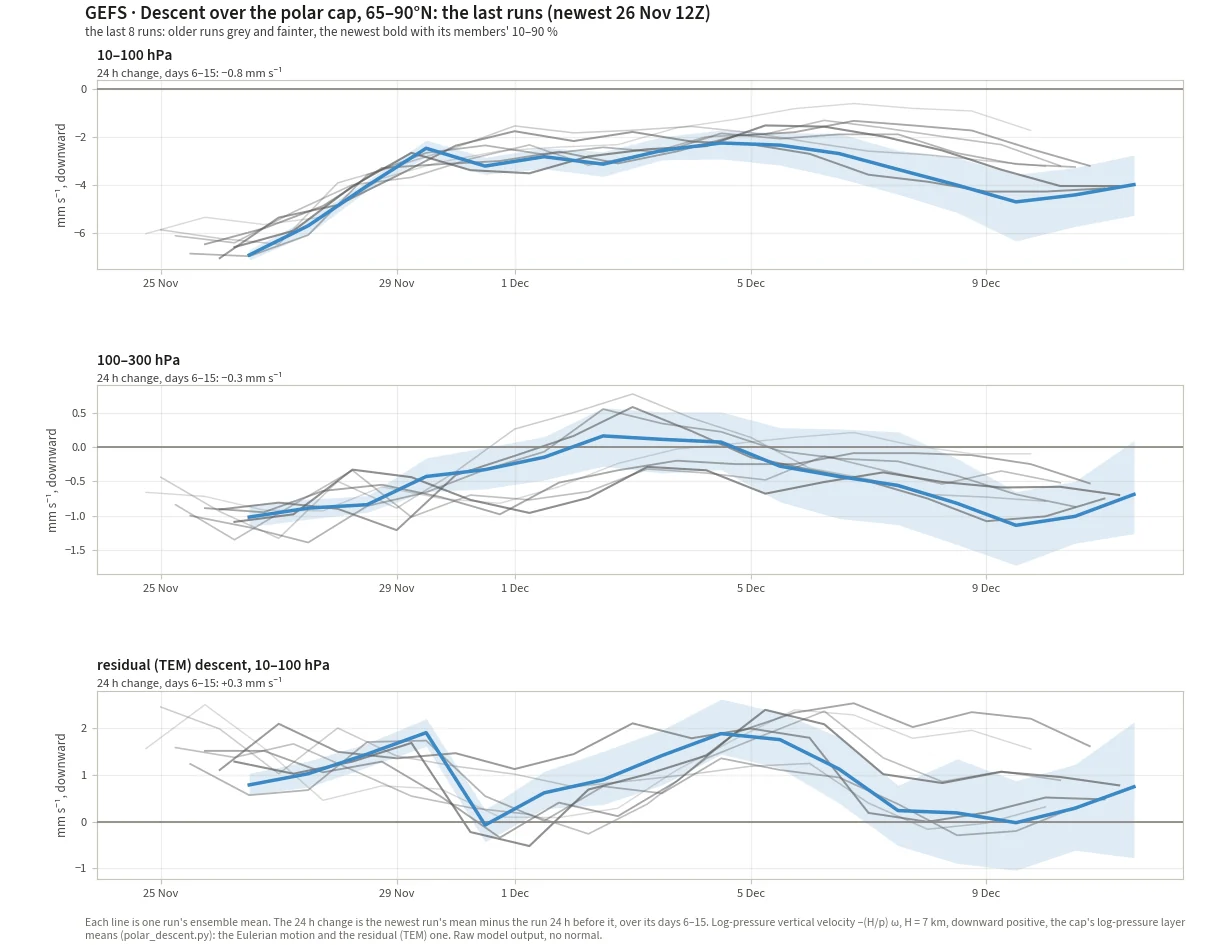 GEFS · Descent over the polar cap, 65–90°N: the last runs (newest 26 Nov 12Z)
the last 8 runs: older runs grey and fainter, the newest bold with its members' 10–90 %
10–100 hPa
24 h change, days 6–15: −0.8 mm s⁻¹
mm s⁻¹, downward
0
−2
−4
−6
25 Nov
29 Nov
1 Dec
5 Dec
9 Dec
100–300 hPa
24 h change, days 6–15: −0.3 mm s⁻¹
mm s⁻¹, downward
0.5
0.0
−0.5
−1.0
−1.5
25 Nov
29 Nov
1 Dec
5 Dec
9 Dec
residual (TEM) descent, 10–100 hPa
24 h change, days 6–15: +0.3 mm s⁻¹
mm s⁻¹, downward
2
1
0
−1
25 Nov
29 Nov
1 Dec
5 Dec
9 Dec
Each line is one run's ensemble mean. The 24 h change is the newest run's mean minus the run 24 h before it, over its days 6–15. Log-pressure vertical velocity −(H/p) ω, H = 7 km, downward positive, the cap's log-pressure layer
means (polar_descent.py): the Eulerian motion and the residual (TEM) one. Raw model output, no normal.